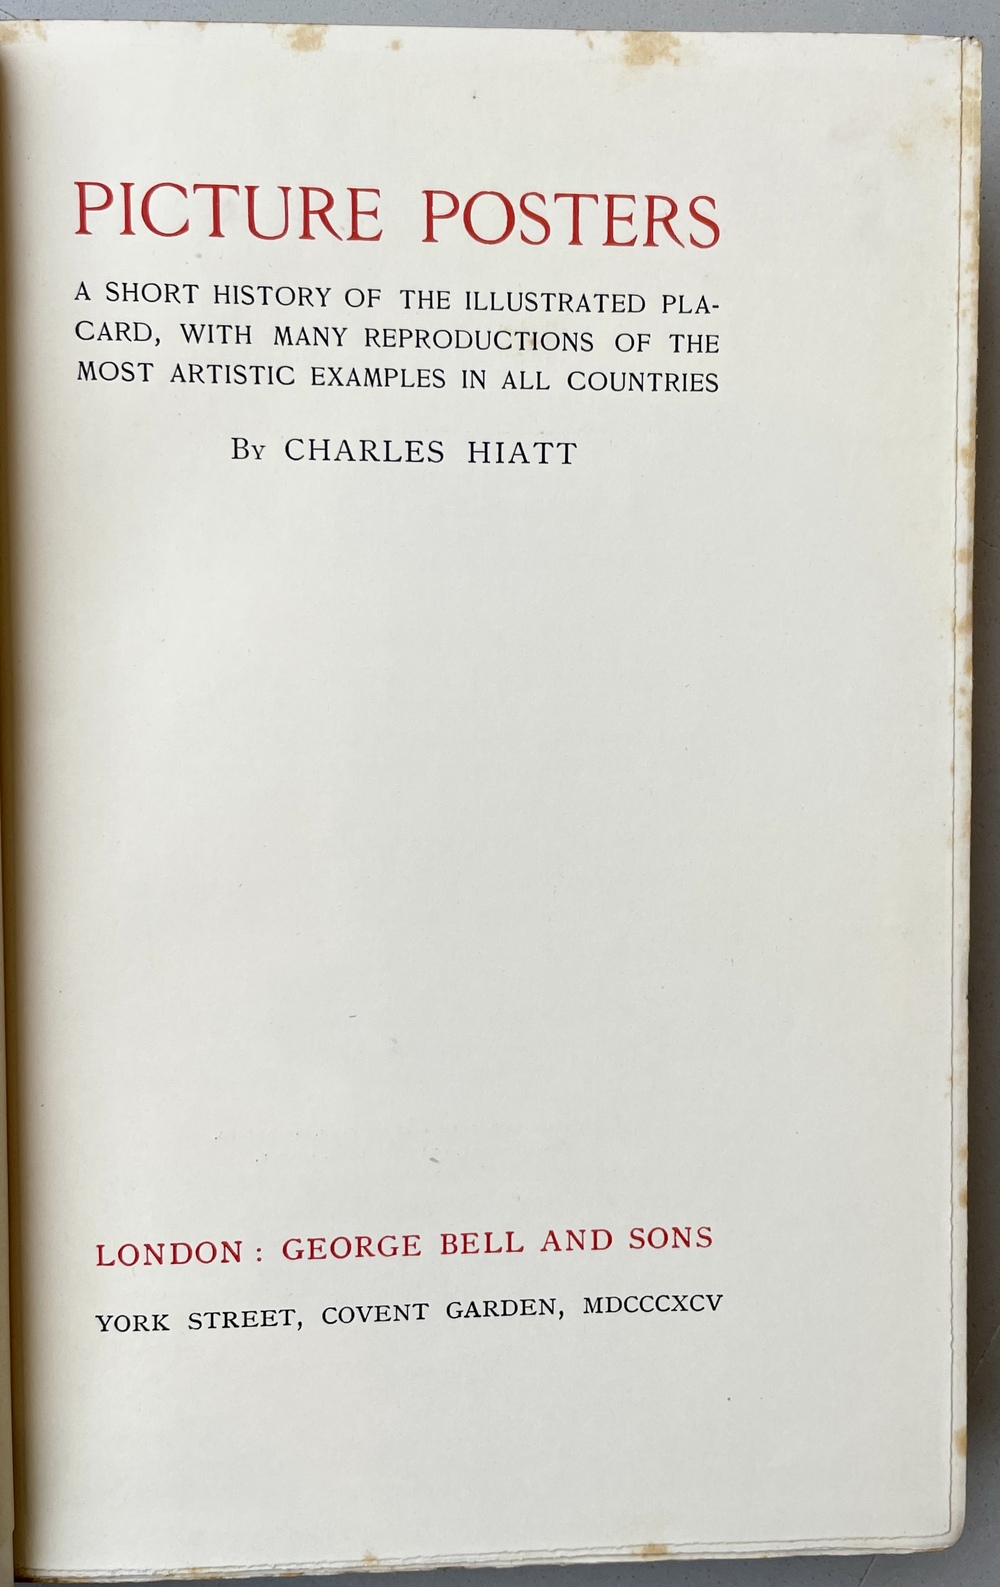 PICTURE POSTERS
A SHORT HISTORY OF THE ILLUSTRATED PLA-
CARD, WITH MANY REPRODUCTIONS OF THE
MOST ARTISTIC EXAMPLES IN ALL COUNTRIES
By CHARLES HIATT
LONDON : GEORGE BELL AND SONS
YORK STREET, COVENT GARDEN, MDCCCXCV